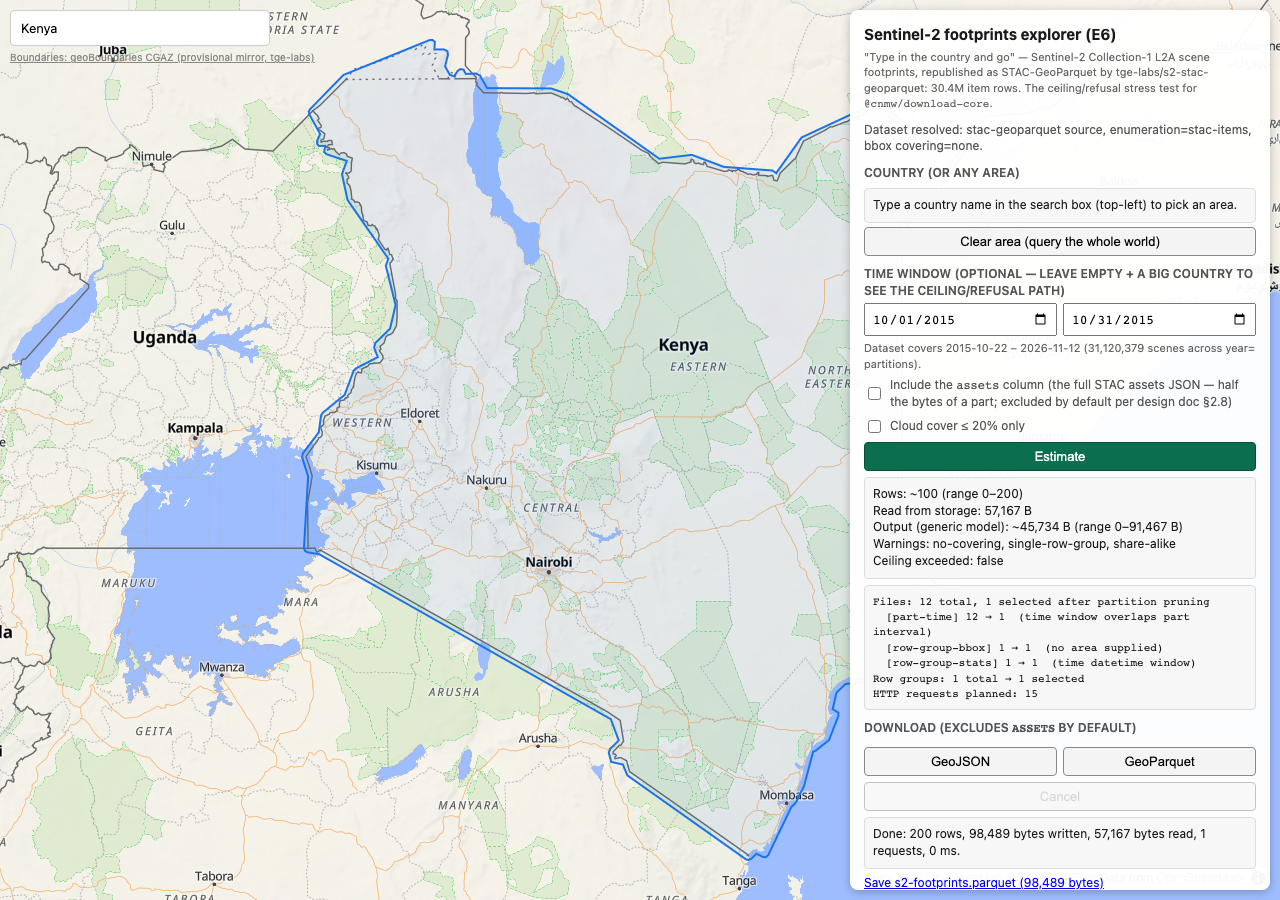 Kenya
STERN
RIA STATE
Juba
Boundaries: geoBoundaries CGAZ (provisional mirror, tge-labs)
Nimule
Gulu
Uganda
Kenya
EASTERN
NORTH
EASTER
Eldoret
WESTERN
Kampala
Kisumu
Nakuru
CENTRAL
Nairobi
MARUKU
MARA
Mwanza
ARUSHA
GEITA
Arusha
Mombasa
MANYARA
Tabora
Tanga
TABORA
TANGA
Sentinel-2 footprints explorer (E6)
"Type in the country and go" — Sentinel-2 Collection-1 L2A scene
footprints, republished as STAC-GeoParquet by tge-labs/s2-stac-
geoparquet: 30.4M item rows. The ceiling/refusal stress test for
@cnmw/download-core.
Dataset resolved: stac-geoparquet source, enumeration=stac-items,
bbox covering=none.
COUNTRY (OR ANY AREA)
Type a country name in the search box (top-left) to pick an area.
Clear area (query the whole world)
TIME WINDOW (OPTIONAL — LEAVE EMPTY + A BIG COUNTRY TO
SEE THE CEILING/REFUSAL PATH)
10/01/2015 10/31/2015
Dataset covers 2015-10-22 – 2026-11-12 (31,120,379 scenes across year=
partitions).
Include the assets column (the full STAC assets JSON — half
the bytes of a part; excluded by default per design doc §2.8)
Cloud cover ≤ 20% only
Estimate
Rows: ~100 (range 0–200)
Read from storage: 57,167 B
Output (generic model): ~45,734 B (range 0–91,467 B)
Warnings: no-covering, single-row-group, share-alike
Ceiling exceeded: false
Files: 12 total, 1 selected after partition pruning
[part-time] 12 → 1 (time window overlaps part
interval)
[row-group-bbox] 1 → 1 (no area supplied)
[row-group-stats] 1 → 1 (time datetime window)
Row groups: 1 total → 1 selected
HTTP requests planned: 15
DOWNLOAD (EXCLUDES ASSETS BY DEFAULT)
GeoJSON GeoParquet
Cancel
Done: 200 rows, 98,489 bytes written, 57,167 bytes read, 1
requests, 0 ms.
Save s2-footprints.parquet (98,489 bytes)